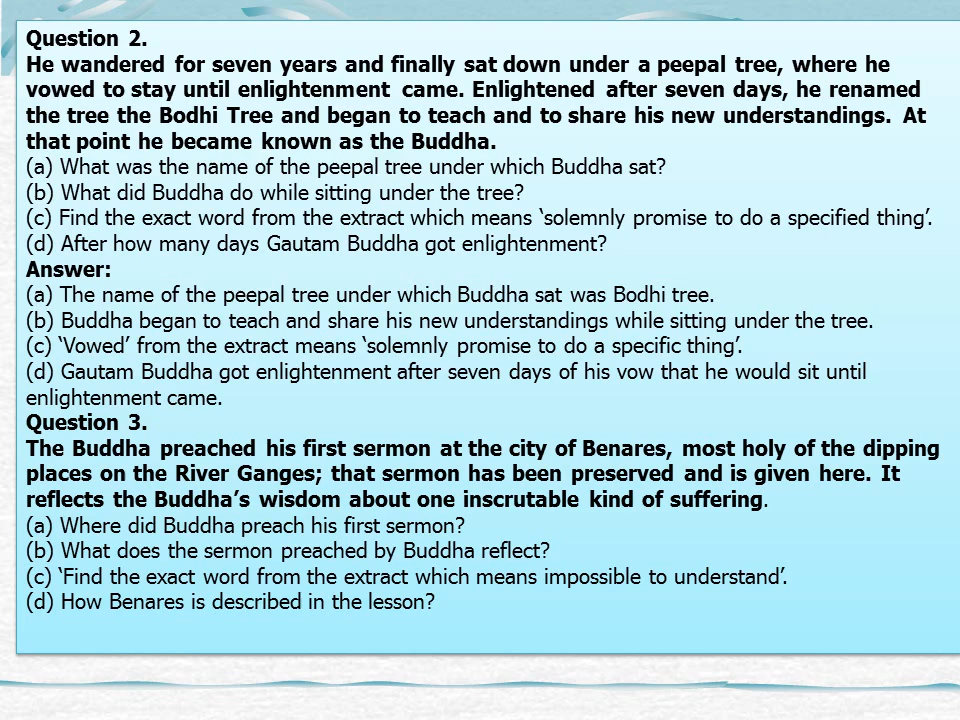 Question 2.
He wandered for seven years and finally sat down under a peepal tree, where he
vowed to stay until enlightenment came. Enlightened after seven days, he renamed
the tree the Bodhi Tree and began to teach and to share his new understandings. At
that point he became known as the Buddha.
(a) What was the name of the peepal tree under which Buddha sat?
(b) What did Buddha do while sitting under the tree?
(c) Find the exact word from the extract which means ‘solemnly promise to do a specified thing’.
(d) After how many days Gautam Buddha got enlightenment?
Answer:
(a) The name of the peepal tree under which Buddha sat was Bodhi tree.
(b) Buddha began to teach and share his new understandings while sitting under the tree.
(c) ‘Vowed’ from the extract means ‘solemnly promise to do a specific thing’.
(d) Gautam Buddha got enlightenment after seven days of his vow that he would sit until
enlightenment came.
Question 3.
The Buddha preached his first sermon at the city of Benares, most holy of the dipping
places on the River Ganges; that sermon has been preserved and is given here. It
reflects the Buddha’s wisdom about one inscrutable kind of suffering.
(a) Where did Buddha preach his first sermon?
(b) What does the sermon preached by Buddha reflect?
(c) ‘Find the exact word from the extract which means impossible to understand’.
(d) How Benares is described in the lesson?